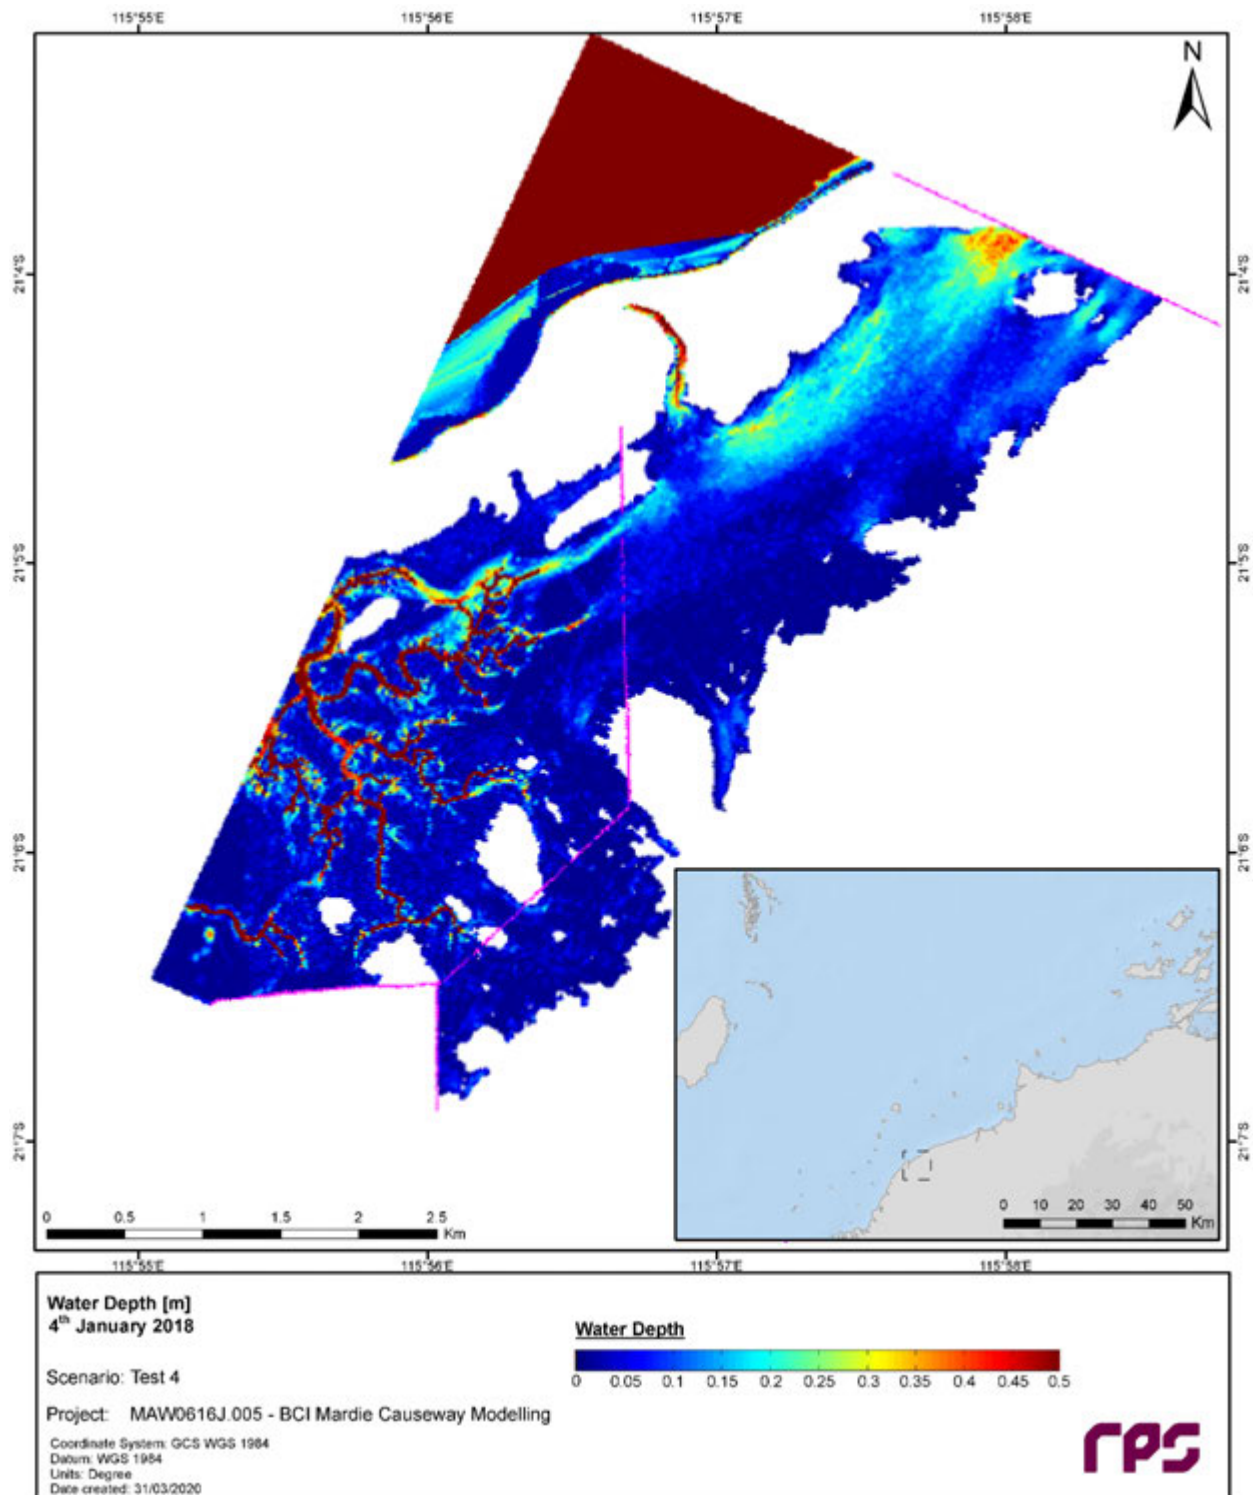 115°55'E 115°56'E 115°57'E 115°58'E
N
21°4'S 21°4'S
21°5'S 21°5'S
21°6'S 21°6'S
21°7'S 21°7'S
0 0.5 1 1.5 2 2.5
Km
0 10 20 30 40 50
Km
115°55'E 115°56'E 115°57'E 115°58'E
Water Depth [m]
4th January 2018
Water Depth
0 0.05 0.1 0.15 0.2 0.25 0.3 0.35 0.4 0.45 0.5
Scenario: Test 4
Project: MAW0616J.005 - BCI Mardie Causeway Modelling
Coordinate System: GCS WGS 1984
Datum: WGS 1984
Units: Degree
Date created: 31/03/2020
rps